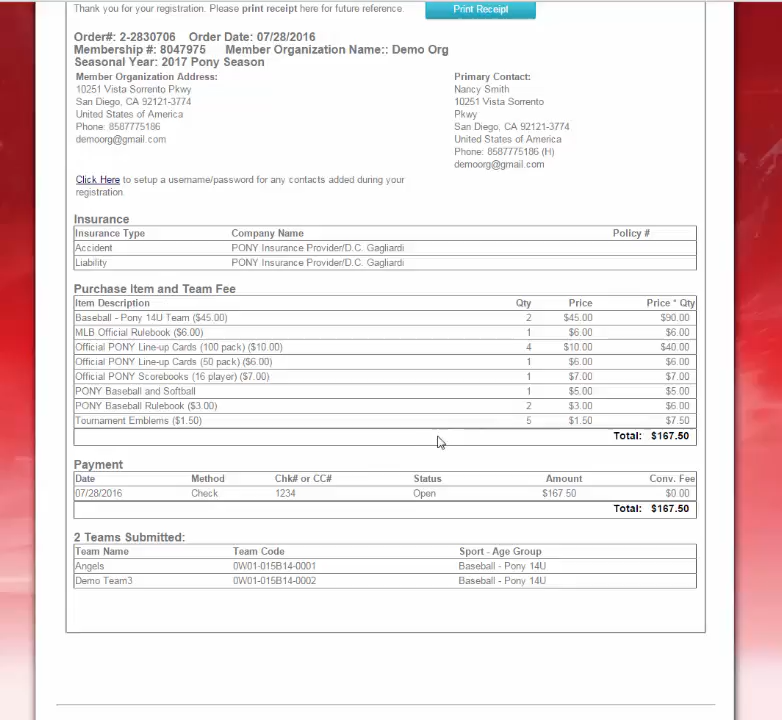 Thank you for your registration. Please print receipt here for future reference.
Print Receipt
Order#: 2-2830706 Order Date: 07/28/2016
Membership #: 8047975 Member Organization Name:: Demo Org
Seasonal Year: 2017 Pony Season
Member Organization Address:
10251 Vista Sorrento Pkwy
San Diego, CA 92121-3774
United States of America
Phone: 8587775186
demoorg@gmail.com
Primary Contact:
Nancy Smith
10251 Vista Sorrento
Pkwy
San Diego, CA 92121-3774
United States of America
Phone: 8587775186 (H)
demoorg@gmail.com
Click Here to setup a username/password for any contacts added during your
registration.
Insurance
Insurance Type Company Name Policy #
Accident PONY Insurance Provider/D.C. Gagliardi
Liability PONY Insurance Provider/D.C. Gagliardi
Purchase Item and Team Fee
Item Description Qty Price Price * Qty
Baseball - Pony 14U Team ($45.00) 2 $45.00 $90.00
MLB Official Rulebook ($6.00) 1 $6.00 $6.00
Official PONY Line-up Cards (100 pack) ($10.00) 4 $10.00 $40.00
Official PONY Line-up Cards (50 pack) ($6.00) 1 $6.00 $6.00
Official PONY Scorebooks (16 player) ($7.00) 1 $7.00 $7.00
PONY Baseball and Softball 1 $5.00 $5.00
PONY Baseball Rulebook ($3.00) 2 $3.00 $6.00
Tournament Emblems ($1.50) 5 $1.50 $7.50
Total: $167.50
Payment
Date Method Chk# or CC# Status Amount Conv. Fee
07/28/2016 Check 1234 Open $167.50 $0.00
Total: $167.50
2 Teams Submitted:
Team Name Team Code Sport - Age Group
Angels 0W01-015B14-0001 Baseball - Pony 14U
Demo Team3 0W01-015B14-0002 Baseball - Pony 14U